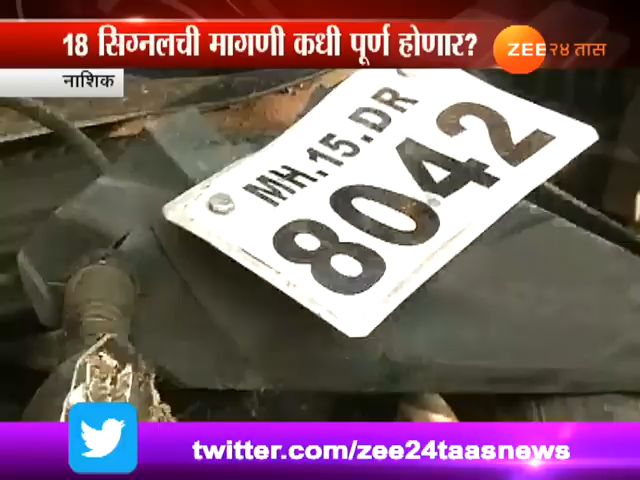 18 सिग्नलची मागणी कधी पूर्ण होणार?
ZEE २४ तास
नाशिक
MH.15.DR
8042
twitter.com/zee24taasnews